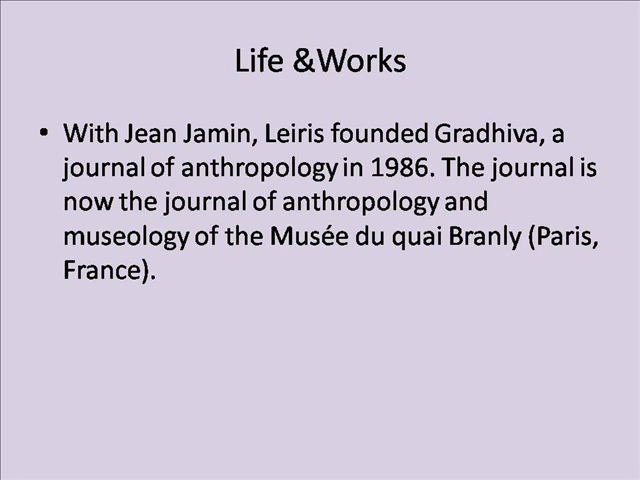 Life &Works
• With Jean Jamin, Leiris founded Gradhiva, a
journal of anthropology in 1986. The journal is
now the journal of anthropology and
museology of the Musée du quai Branly (Paris,
France).